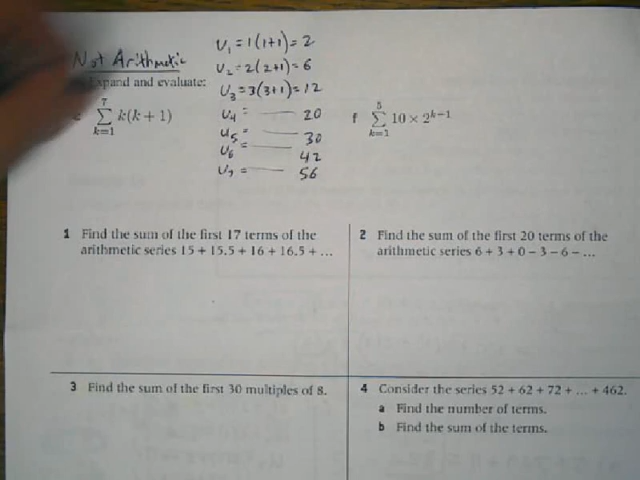 Not Arithmetic
Expand and evaluate:
7
∑ k(k + 1)
k=1
U₁ = 1(1+1) = 2
U₂ = 2(2+1) = 6
U₃ = 3(3+1) = 12
U₄ = —— 20
U₅ = —— 30
U₆ = —— 42
U₇ = —— 56
f
5
∑ 10 × 2ᵏ⁻¹
k=1
1 Find the sum of the first 17 terms of the
arithmetic series 15 + 15.5 + 16 + 16.5 + ...
2 Find the sum of the first 20 terms of the
arithmetic series 6 + 3 + 0 − 3 − 6 − ...
3 Find the sum of the first 30 multiples of 8.
4 Consider the series 52 + 62 + 72 + ... + 462.
a Find the number of terms.
b Find the sum of the terms.